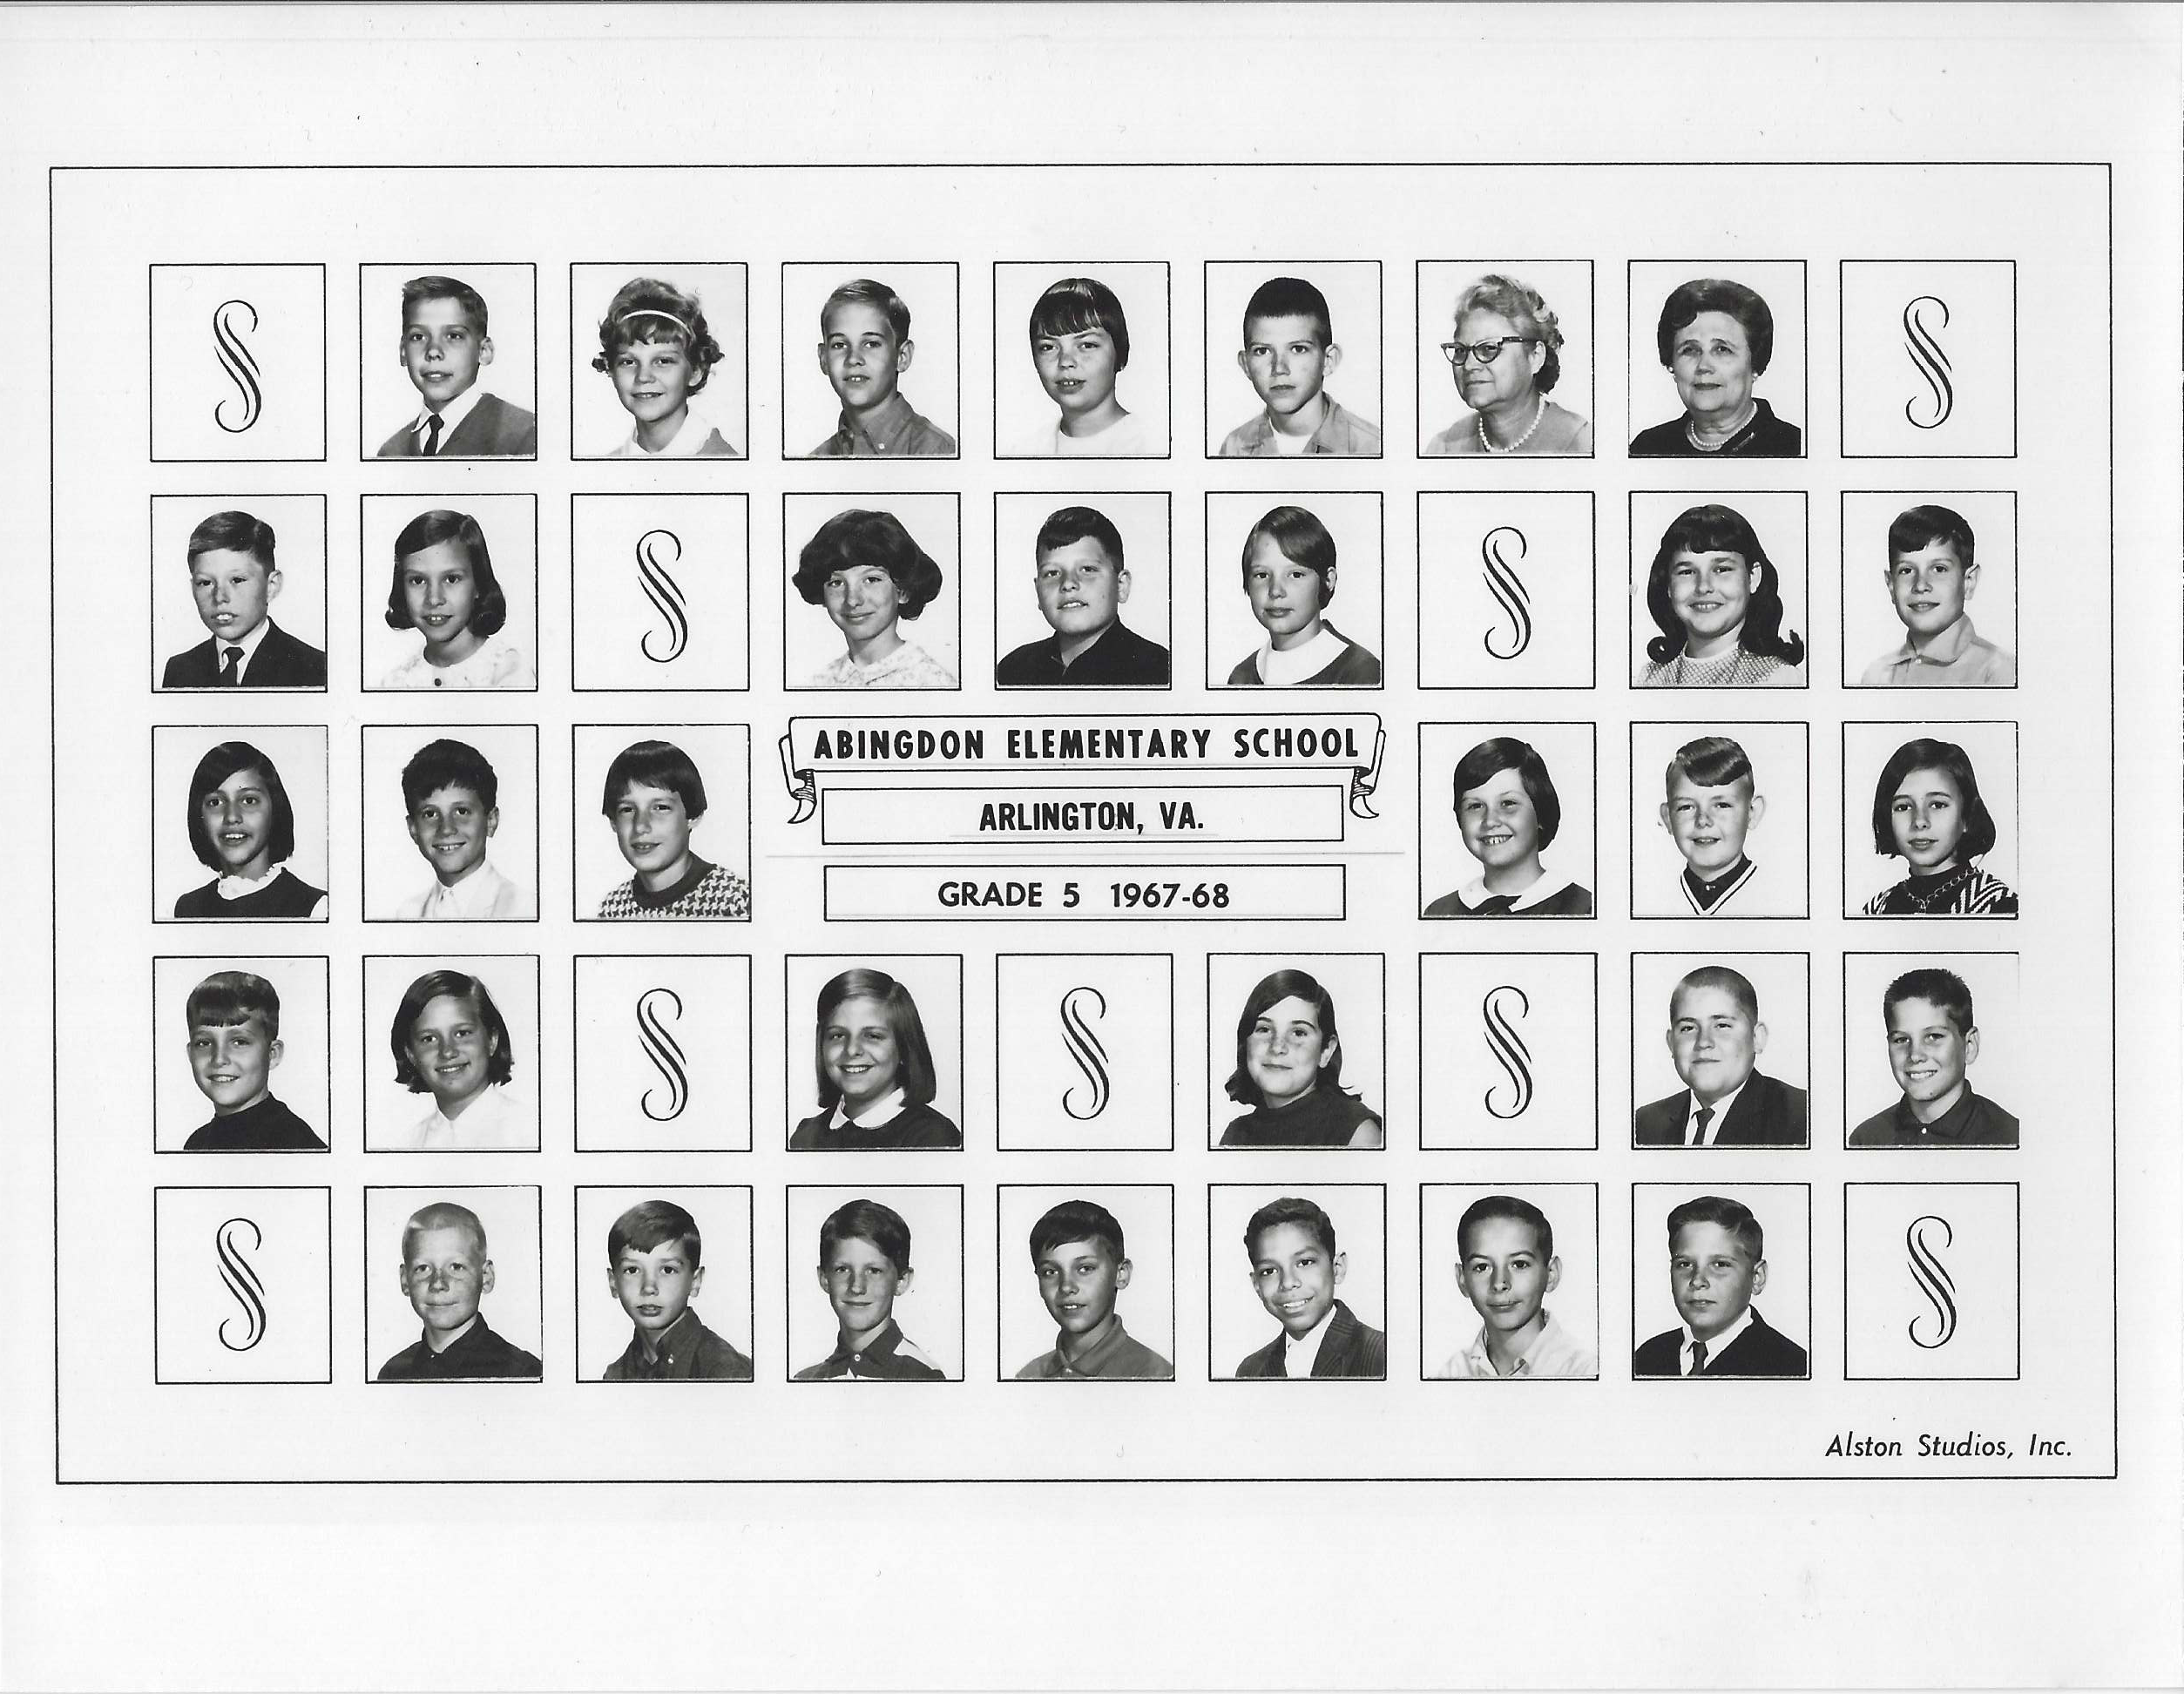 ABINGDON ELEMENTARY SCHOOL
ARLINGTON, VA.
GRADE 5 1967-68
Alston Studios, Inc.